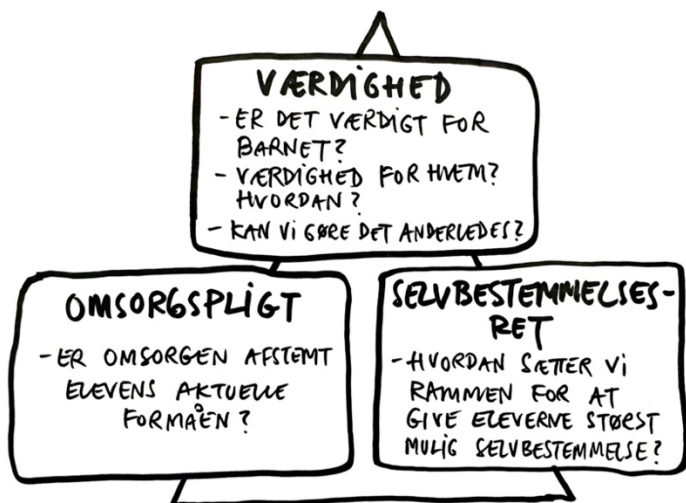 VÆRDIGHED
- ER DET VÆRDIGT FOR
BARNET?
- VÆRDIGHED FOR HVEM?
HVORDAN?
- KAN VI GØRE DET ANDERLEDES?
OMSORGSPLIGT
- ER OMSORGEN AFSTEMT
ELEVENS AKTUELLE
FORMÅEN?
SELVBESTEMMELSES-
RET
- HVORDAN SÆTTER VI
RAMMEN FOR AT
GIVE ELEVERNE STØRST
MULIG SELVBESTEMMELSE?